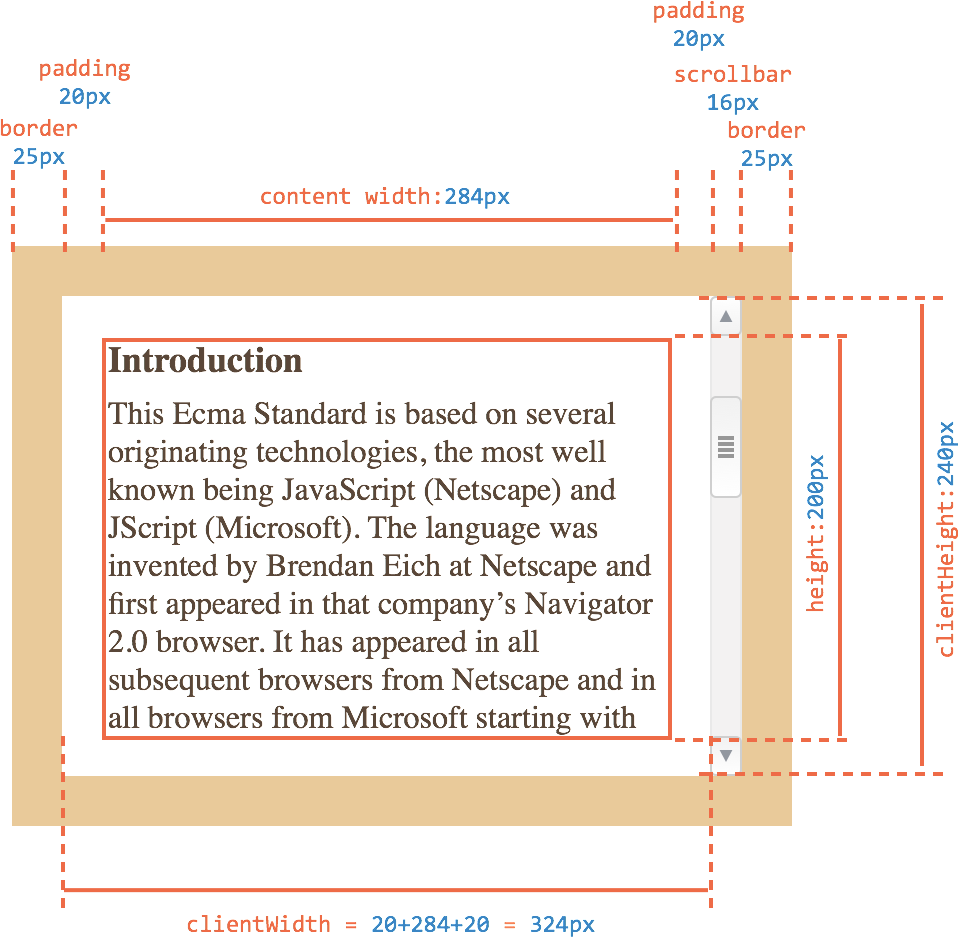 padding
20px
scrollbar
16px
padding
20px
border
25px
border
25px
content width:284px
Introduction
This Ecma Standard is based on several
originating technologies, the most well
known being JavaScript (Netscape) and
JScript (Microsoft). The language was
invented by Brendan Eich at Netscape and
first appeared in that company’s Navigator
2.0 browser. It has appeared in all
subsequent browsers from Netscape and in
all browsers from Microsoft starting with
height:200px
clientHeight:240px
clientWidth = 20+284+20 = 324px